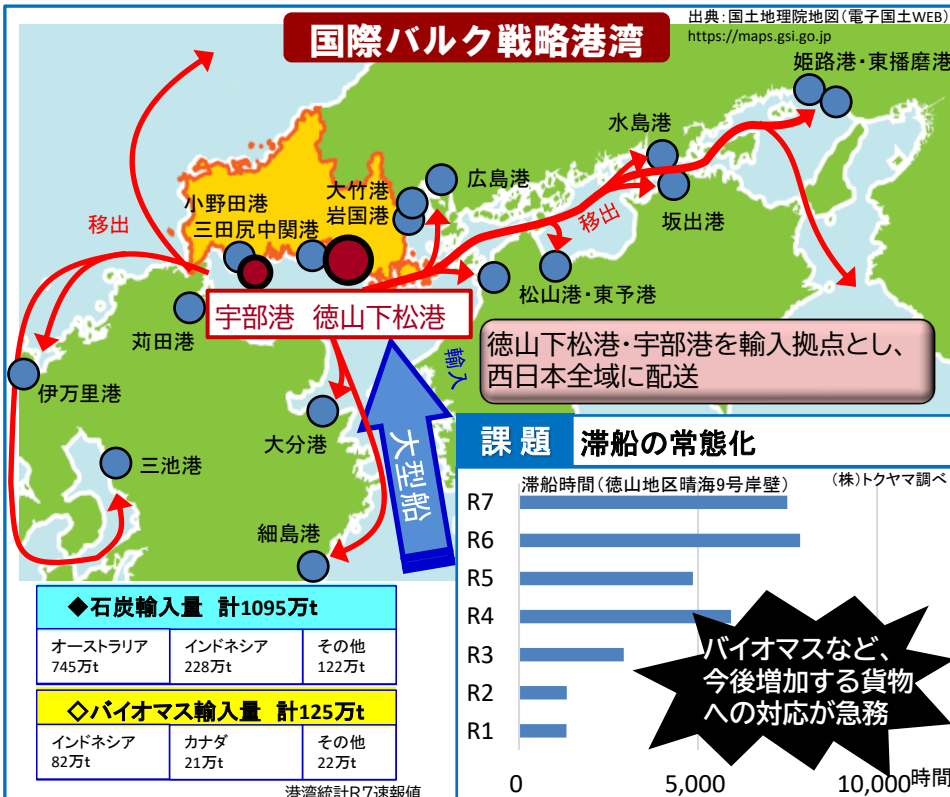 国際バルク戦略港湾
出典:国土地理院地図(電子国土WEB)
https://maps.gsi.go.jp
姫路港・東播磨港
水島港
広島港
大竹港
岩国港
小野田港
三田尻中関港
移出
移出
坂出港
松山港・東予港
宇部港 徳山下松港
苅田港
伊万里港
三池港
大分港
細島港
輸入
大型船
徳山下松港・宇部港を輸入拠点とし、
西日本全域に配送
課題 滞船の常態化
滞船時間(徳山地区晴海9号岸壁)
(株)トクヤマ調べ
R7
R6
R5
R4
R3
R2
R1
0 5,000 10,000 時間
バイオマスなど、
今後増加する貨物
への対応が急務
◆石炭輸入量 計1095万t
オーストラリア インドネシア その他
745万t 228万t 122万t
◇バイオマス輸入量 計125万t
インドネシア カナダ その他
82万t 21万t 22万t
港湾統計R7速報値